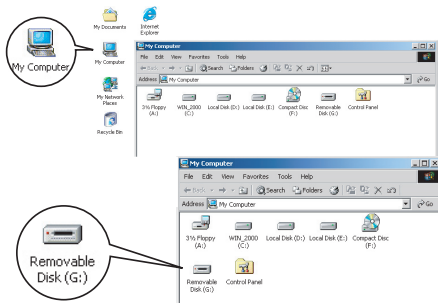 My Documents
Internet
Explorer
My Computer
My Computer
My Network
Places
Recycle Bin
My Computer
File Edit View Favorites Tools Help
Back Search Folders
Address My Computer Go
3½ Floppy (A:) WIN_2000 (C:) Local Disk (D:) Local Disk (E:) Compact Disc (F:) Removable Disk (G:) Control Panel
My Computer
File Edit View Favorites Tools Help
Back Search Folders
Address My Computer Go
3½ Floppy (A:) WIN_2000 (C:) Local Disk (D:) Local Disk (E:) Compact Disc (F:)
Removable Disk (G:) Control Panel
Removable
Disk (G:)